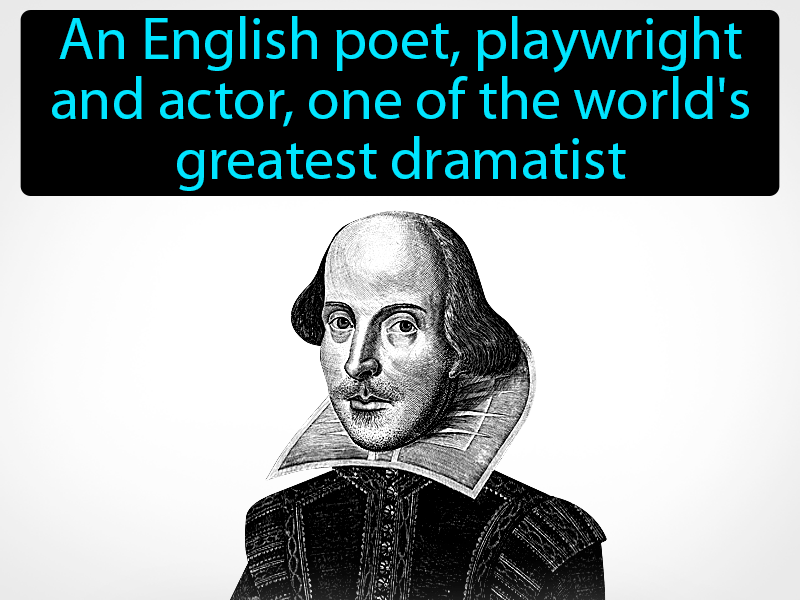 An English poet, playwright
and actor, one of the world's
greatest dramatist